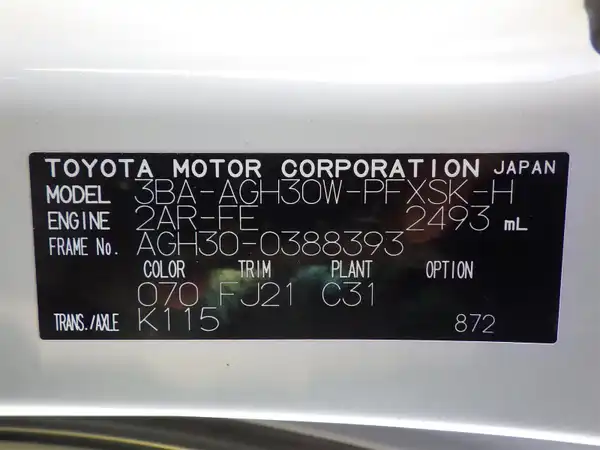 TOYOTA MOTOR CORPORATION JAPAN
MODEL 3BA-AGH30W-PFXSK-H
ENGINE 2AR-FE 2493 mL
FRAME No. AGH30-0388393
COLOR TRIM PLANT OPTION
070 FJ21 C31
TRANS./AXLE K115 872